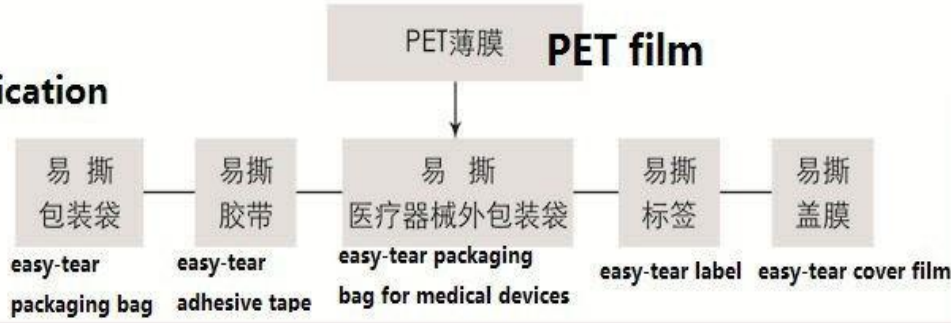 PET薄膜
PET film
ication
易 撕
包装袋
易撕
胶带
易 撕
医疗器械外包装袋
易撕
标签
易撕
盖膜
easy-tear
packaging bag
easy-tear
adhesive tape
easy-tear packaging
bag for medical devices
easy-tear label
easy-tear cover film